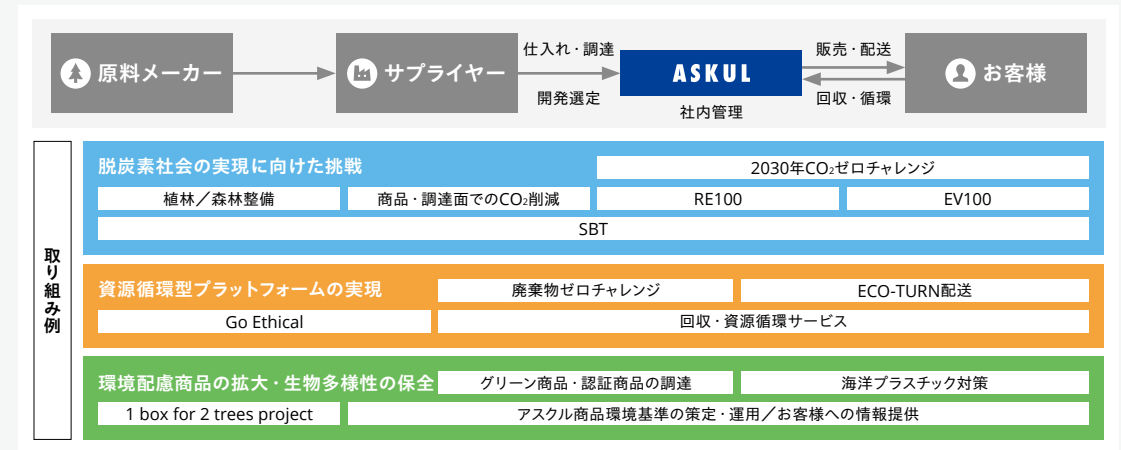 原料メーカー
サプライヤー
仕入れ・調達
開発選定
ASKUL
社内管理
販売・配送
回収・循環
お客様
取り組み例
脱炭素社会の実現に向けた挑戦
2030年CO₂ゼロチャレンジ
植林／森林整備
商品・調達面でのCO₂削減
RE100
EV100
SBT
資源循環型プラットフォームの実現
廃棄物ゼロチャレンジ
ECO-TURN配送
Go Ethical
回収・資源循環サービス
環境配慮商品の拡大・生物多様性の保全
グリーン商品・認証商品の調達
海洋プラスチック対策
1 box for 2 trees project
アスクル商品環境基準の策定・運用／お客様への情報提供